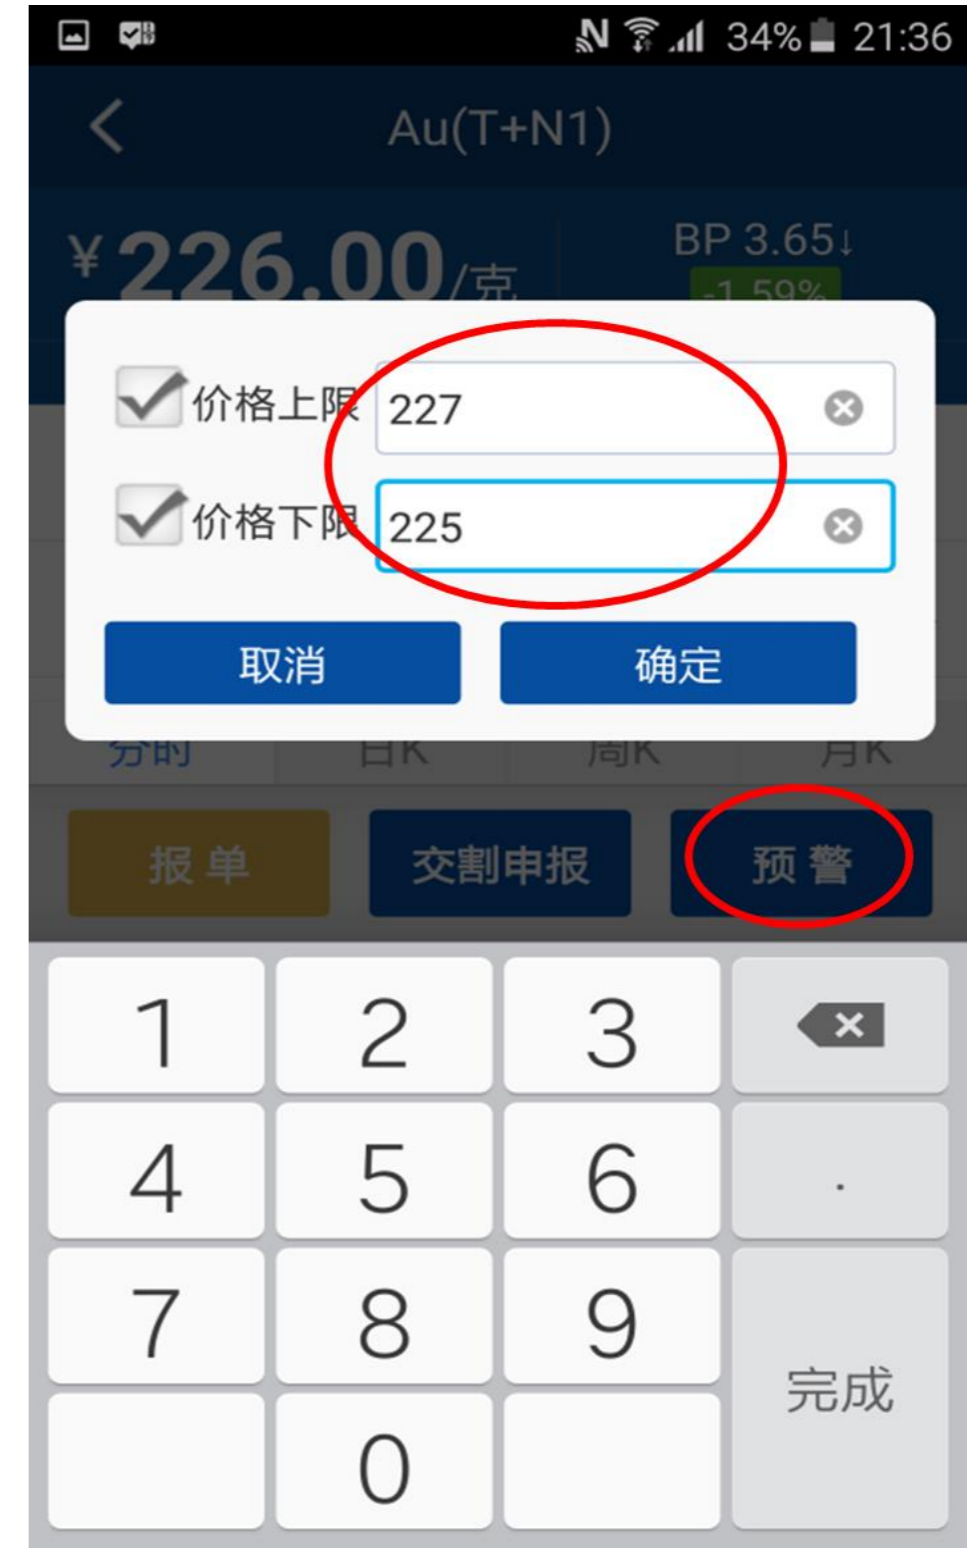 34% 21:36
Au(T+N1)
¥226.00/克
BP 3.65↓
-1.59%
价格上限 227
价格下限 225
取消 确定
分时 日K 周K 月K
报单 交割申报 预警
1 2 3
4 5 6 .
7 8 9
完成
0